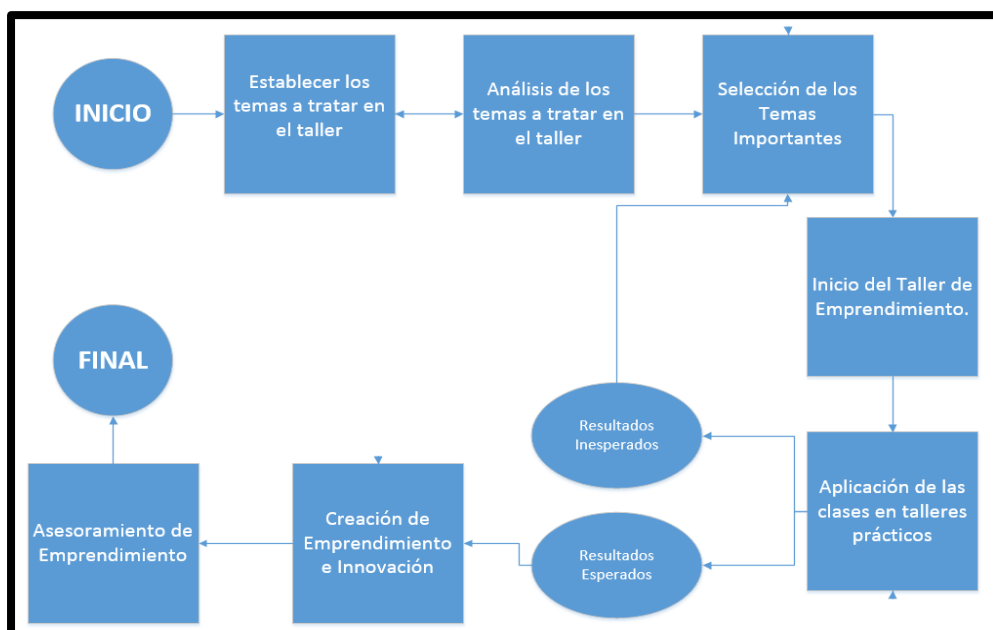 INICIO
Establecer los
temas a tratar en
el taller
Análisis de los
temas a tratar en
el taller
Selección de los
Temas
Importantes
Inicio del Taller de
Emprendimiento.
Aplicación de las
clases en talleres
prácticos
Resultados
Inesperados
Resultados
Esperados
Creación de
Emprendimiento
e Innovación
Asesoramiento de
Emprendimiento
FINAL